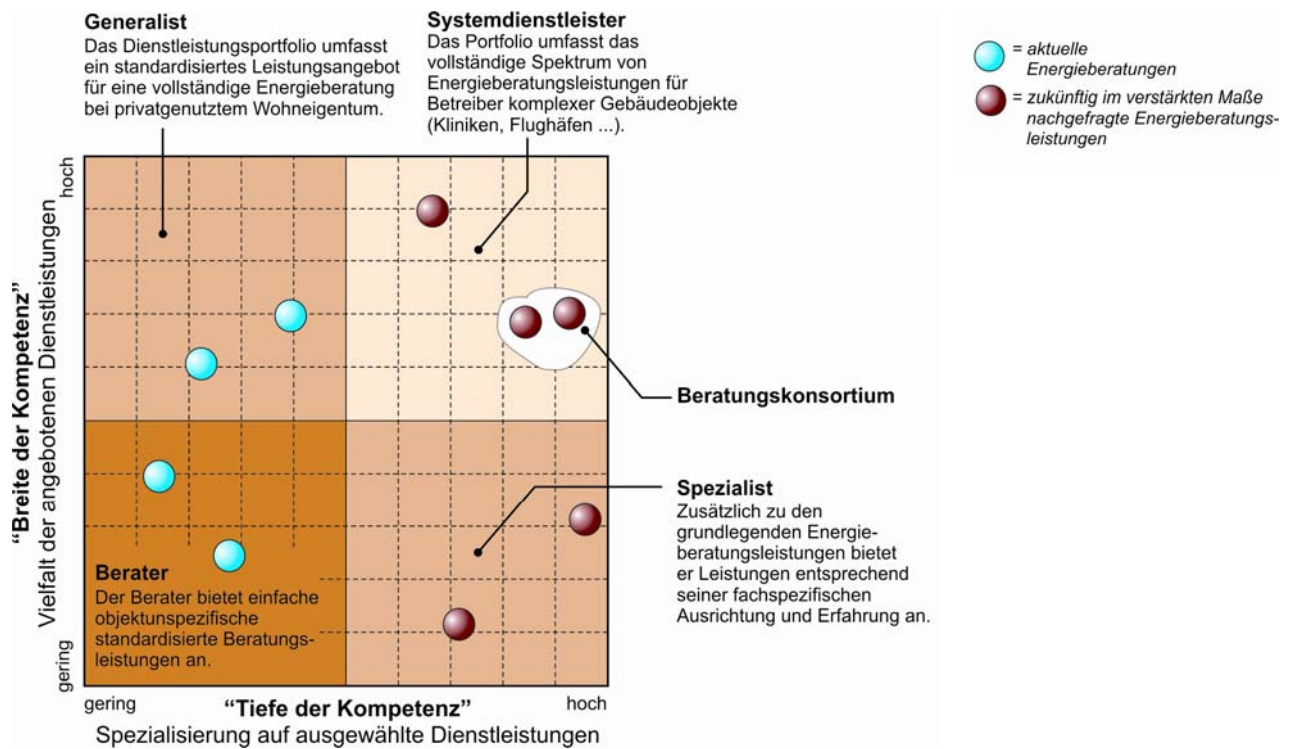 Generalist
Das Dienstleistungsportfolio umfasst
ein standardisiertes Leistungsangebot
für eine vollständige Energieberatung
bei privatgenutztem Wohneigentum.
Systemdienstleister
Das Portfolio umfasst das
vollständige Spektrum von
Energieberatungsleistungen für
Betreiber komplexer Gebäudeobjekte
(Kliniken, Flughäfen ...).
= aktuelle
Energieberatungen
= zukünftig im verstärkten Maße
nachgefragte Energieberatungs-
leistungen
hoch
“Breite der Kompetenz”
Vielfalt der angebotenen Dienstleistungen
gering
Beratungskonsortium
Spezialist
Zusätzlich zu den
grundlegenden Energie-
beratungsleistungen bietet
er Leistungen entsprechend
seiner fachspezifischen
Ausrichtung und Erfahrung an.
Berater
Der Berater bietet einfache
objektunspezifische
standardisierte Beratungs-
leistungen an.
gering
“Tiefe der Kompetenz”
hoch
Spezialisierung auf ausgewählte Dienstleistungen